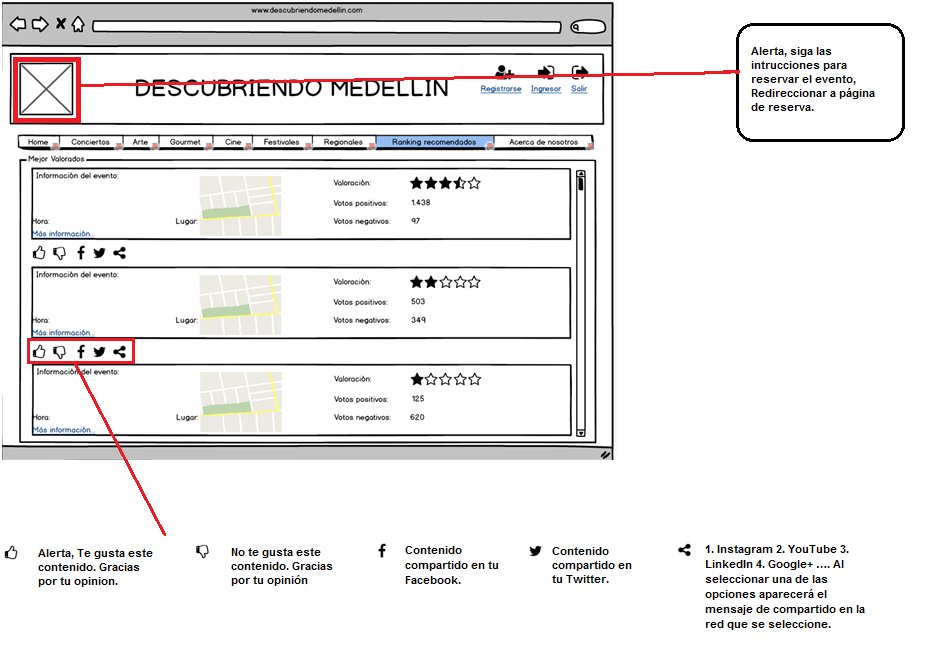 www.descubriendomedellin.com
DESCUBRIENDO MEDELLIN
Registrarse Ingresar Salir
Home Conciertos Arte Gourmet Cine Festivales Regionales Ranking recomendados Acerca de nosotros
Mejor Valorados
Información del evento:
Valoración:
Votos positivos: 1.438
Hora: Lugar: Votos negativos: 97
Más información...
Información del evento:
Valoración:
Votos positivos: 503
Hora: Lugar: Votos negativos: 349
Más información...
Información del evento:
Valoración:
Votos positivos: 125
Hora: Lugar: Votos negativos: 620
Más información...
Alerta, siga las
intrucciones para
reservar el evento,
Redireccionar a página
de reserva.
Alerta, Te gusta este
contenido. Gracias
por tu opinion.
No te gusta este
contenido. Gracias
por tu opinión
Contenido
compartido en tu
Facebook.
Contenido
compartido en
tu Twitter.
1. Instagram 2. YouTube 3.
LinkedIn 4. Google+ .... Al
seleccionar una de las
opciones aparecerá el
mensaje de compartido en la
red que se seleccione.